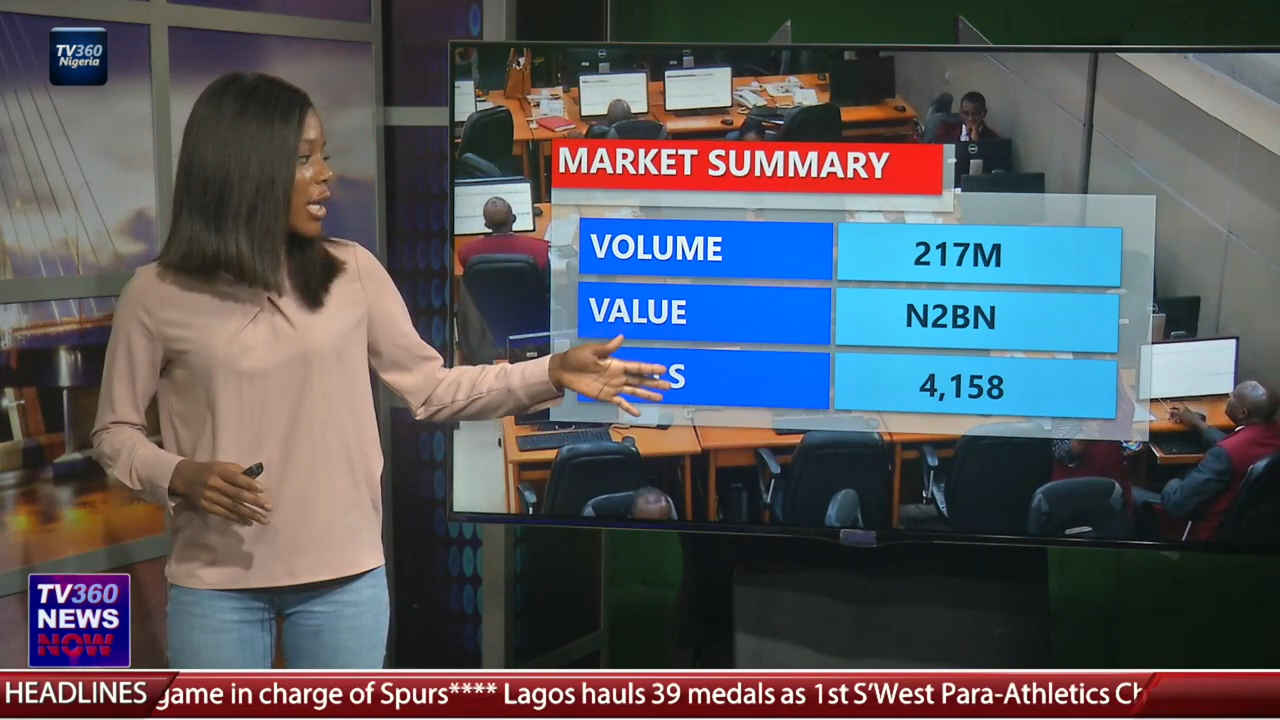 TV360
Nigeria
MARKET SUMMARY
VOLUME 217M
VALUE N2BN
S 4,158
TV360
NEWS
NOW
HEADLINES game in charge of Spurs**** Lagos hauls 39 medals as 1st S'West Para-Athletics